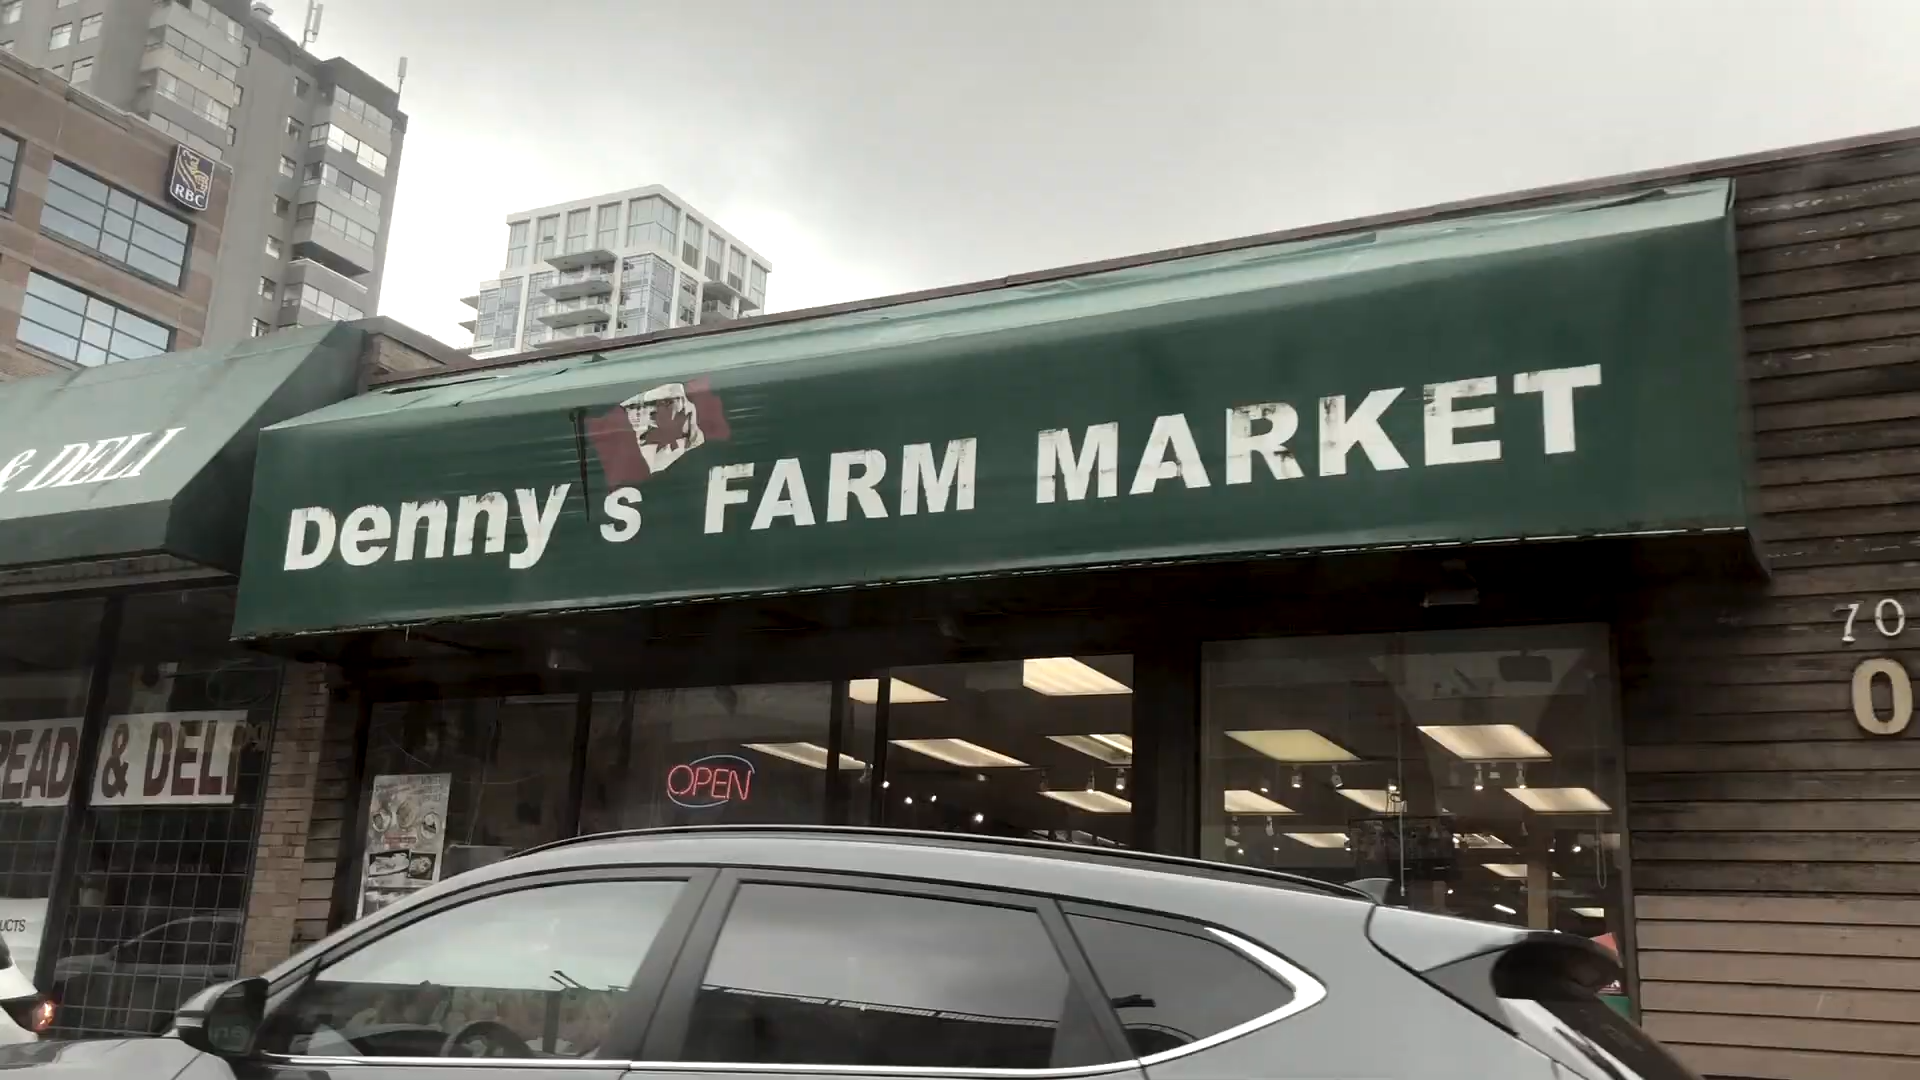 RBC
& DELI
Denny's FARM MARKET
70
0
READ & DELI
OPEN
UCTS